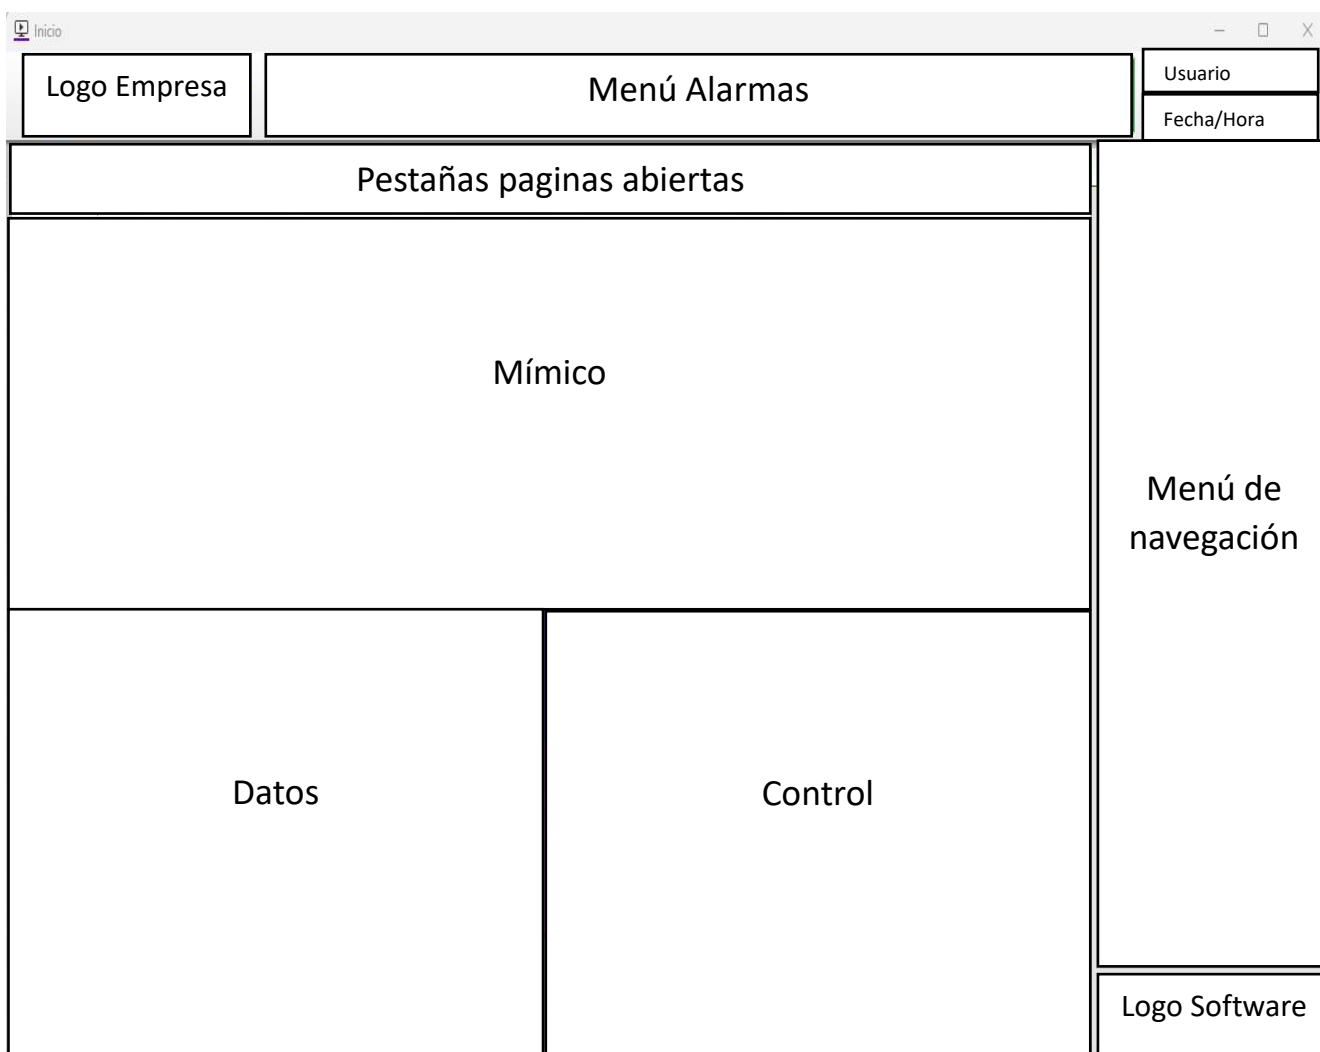 Inicio
Logo Empresa
Menú Alarmas
Usuario
Fecha/Hora
Pestañas paginas abiertas
Mímico
Menú de
navegación
Datos
Control
Logo Software